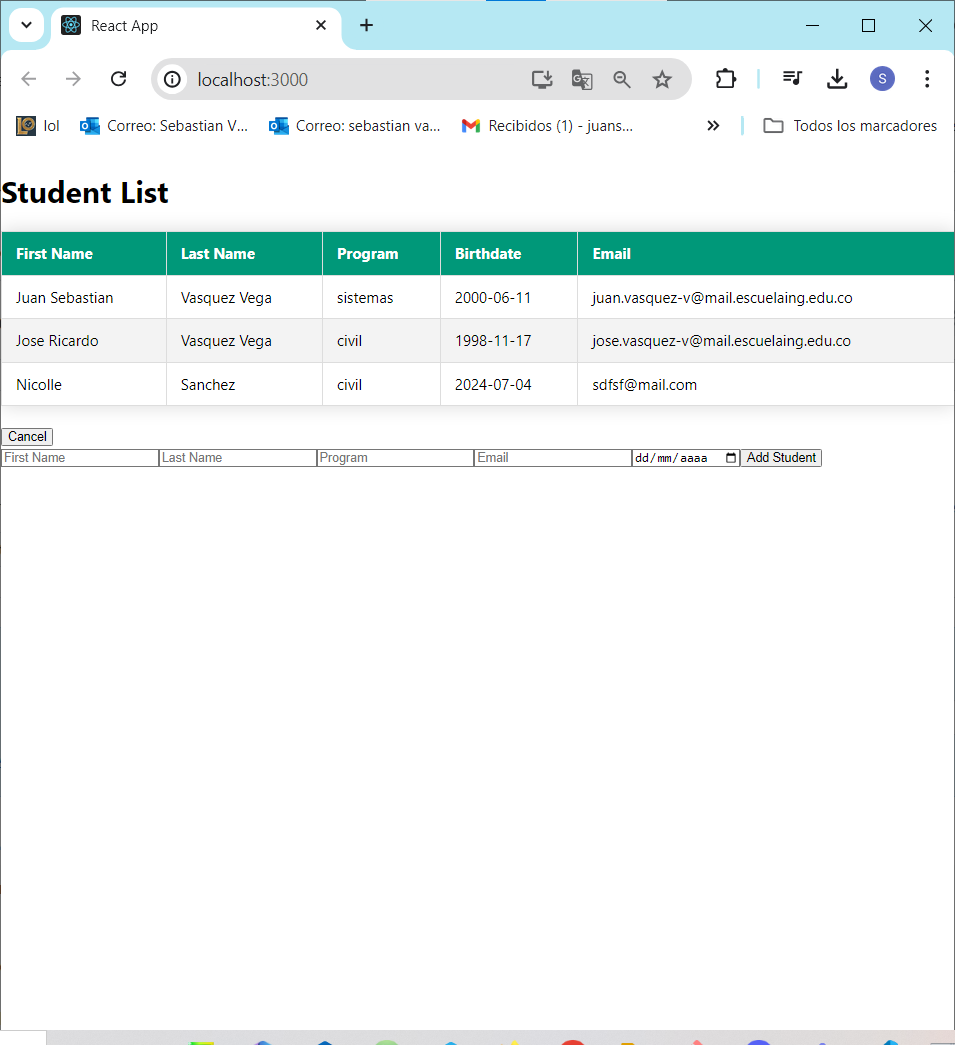 React App
localhost:3000
lol Correo: Sebastian V... Correo: sebastian va... Recibidos (1) - juans... Todos los marcadores
S
Student List
First Name Last Name Program Birthdate Email
Juan Sebastian Vasquez Vega sistemas 2000-06-11 juan.vasquez-v@mail.escuelaing.edu.co
Jose Ricardo Vasquez Vega civil 1998-11-17 jose.vasquez-v@mail.escuelaing.edu.co
Nicolle Sanchez civil 2024-07-04 sdfsf@mail.com
Cancel
First Name Last Name Program Email dd/mm/aaaa Add Student